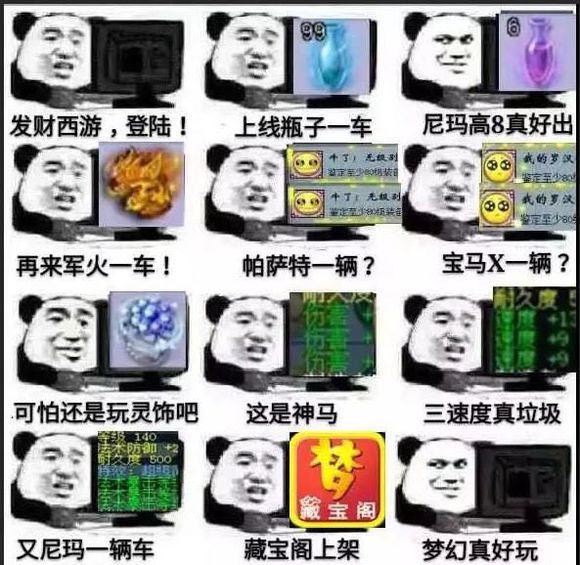 发财西游，登陆！
99
上线瓶子一车
6
尼玛高8真好出
再来军火一车！
牛了：无级别
鉴定至少80级装备
牛了：无级别
鉴定至少80级装备
帕萨特一辆？
我的罗汉
鉴定至少80
我的罗汉
鉴定至少80
宝马X一辆？
可怕还是玩灵饰吧
耐久度
伤害 +
伤害 +
伤害 +
这是神马
耐久度 5
速度 +13
速度 +9
速度 +9
三速度真垃圾
等级 140
法术防御 +2
耐久度 500
又尼玛一辆车
梦
藏宝阁
藏宝阁上架
梦幻真好玩